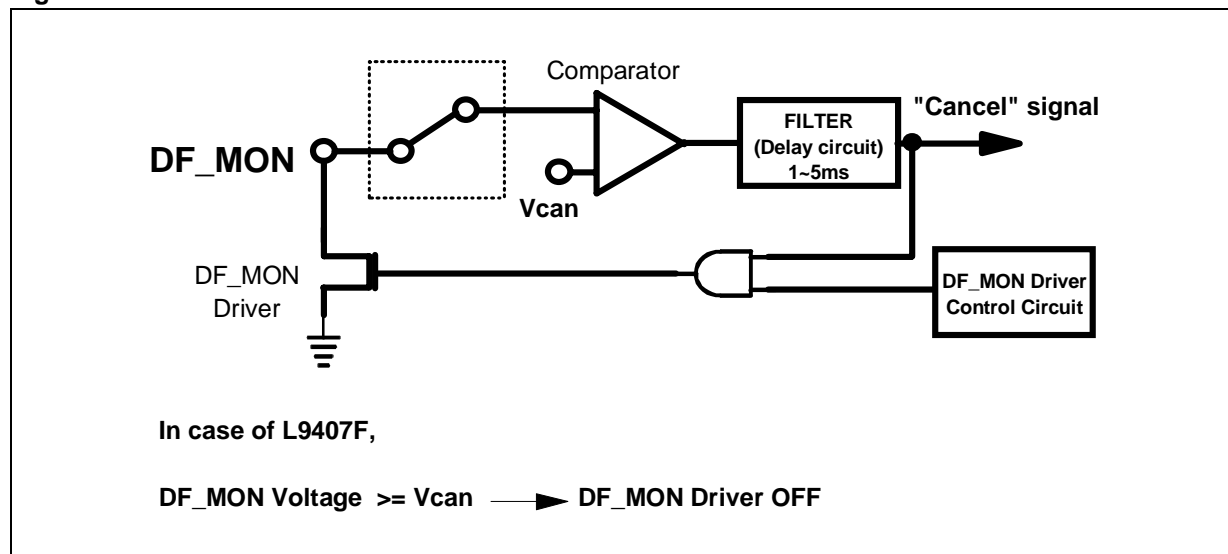 Comparator
"Cancel" signal
FILTER
(Delay circuit)
1~5ms
DF_MON
Vcan
DF_MON
Driver
DF_MON Driver
Control Circuit
In case of L9407F,
DF_MON Voltage >= Vcan DF_MON Driver OFF